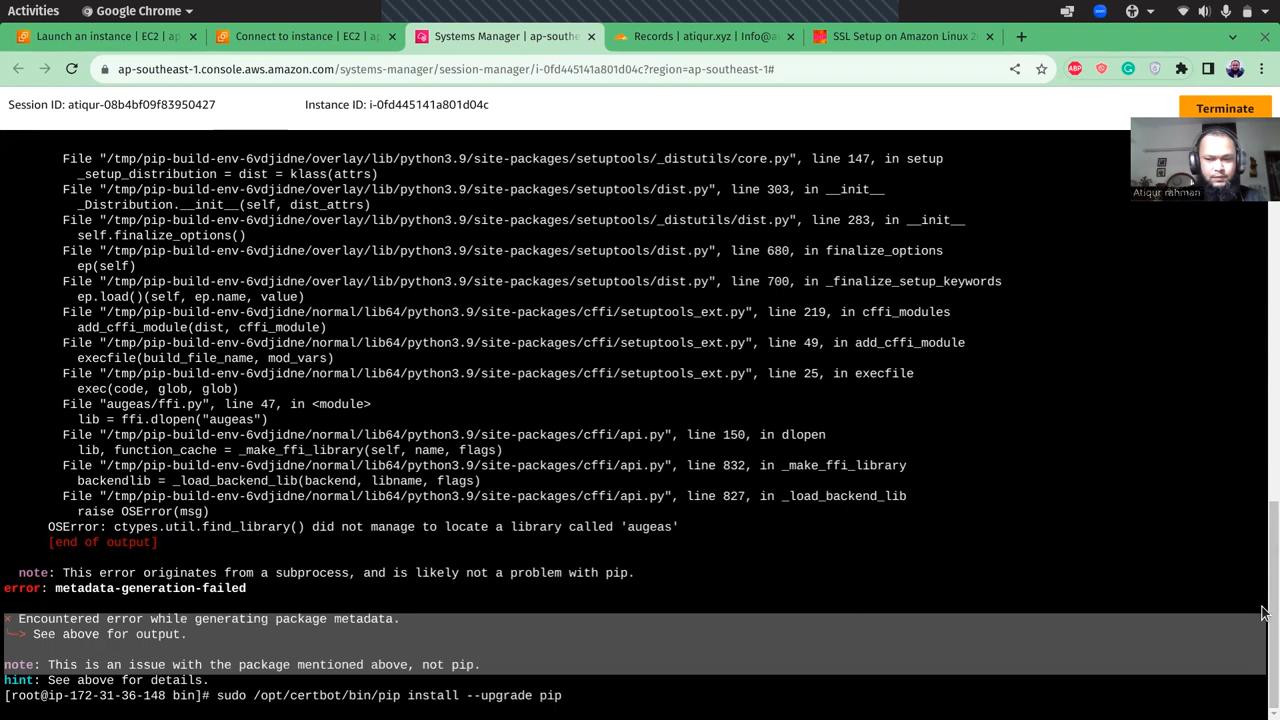 Activities
Google Chrome
Launch an instance | EC2 | ap
Connect to instance | EC2 | ap
Systems Manager | ap-southe
Records | atiqur.xyz | Info@a
SSL Setup on Amazon Linux 2
ap-southeast-1.console.aws.amazon.com/systems-manager/session-manager/i-0fd445141a801d04c?region=ap-southeast-1#
ABP
Session ID: atiqur-08b4bf09f83950427
Instance ID: i-0fd445141a801d04c
Terminate
Atiqur rahman
File "/tmp/pip-build-env-6vdjidne/overlay/lib/python3.9/site-packages/setuptools/_distutils/core.py", line 147, in setup
_setup_distribution = dist = klass(attrs)
File "/tmp/pip-build-env-6vdjidne/overlay/lib/python3.9/site-packages/setuptools/dist.py", line 303, in __init__
_Distribution.__init__(self, dist_attrs)
File "/tmp/pip-build-env-6vdjidne/overlay/lib/python3.9/site-packages/setuptools/_distutils/dist.py", line 283, in __init__
self.finalize_options()
File "/tmp/pip-build-env-6vdjidne/overlay/lib/python3.9/site-packages/setuptools/dist.py", line 680, in finalize_options
ep(self)
File "/tmp/pip-build-env-6vdjidne/overlay/lib/python3.9/site-packages/setuptools/dist.py", line 700, in _finalize_setup_keywords
ep.load()(self, ep.name, value)
File "/tmp/pip-build-env-6vdjidne/normal/lib64/python3.9/site-packages/cffi/setuptools_ext.py", line 219, in cffi_modules
add_cffi_module(dist, cffi_module)
File "/tmp/pip-build-env-6vdjidne/normal/lib64/python3.9/site-packages/cffi/setuptools_ext.py", line 49, in add_cffi_module
execfile(build_file_name, mod_vars)
File "/tmp/pip-build-env-6vdjidne/normal/lib64/python3.9/site-packages/cffi/setuptools_ext.py", line 25, in execfile
exec(code, glob, glob)
File "augeas/ffi.py", line 47, in <module>
lib = ffi.dlopen("augeas")
File "/tmp/pip-build-env-6vdjidne/normal/lib64/python3.9/site-packages/cffi/api.py", line 150, in dlopen
lib, function_cache = _make_ffi_library(self, name, flags)
File "/tmp/pip-build-env-6vdjidne/normal/lib64/python3.9/site-packages/cffi/api.py", line 832, in _make_ffi_library
backendlib = _load_backend_lib(backend, libname, flags)
File "/tmp/pip-build-env-6vdjidne/normal/lib64/python3.9/site-packages/cffi/api.py", line 827, in _load_backend_lib
raise OSError(msg)
OSError: ctypes.util.find_library() did not manage to locate a library called 'augeas'
[end of output]
note: This error originates from a subprocess, and is likely not a problem with pip.
error: metadata-generation-failed
× Encountered error while generating package metadata.
╰─> See above for output.
note: This is an issue with the package mentioned above, not pip.
hint: See above for details.
[root@ip-172-31-36-148 bin]# sudo /opt/certbot/bin/pip install --upgrade pip